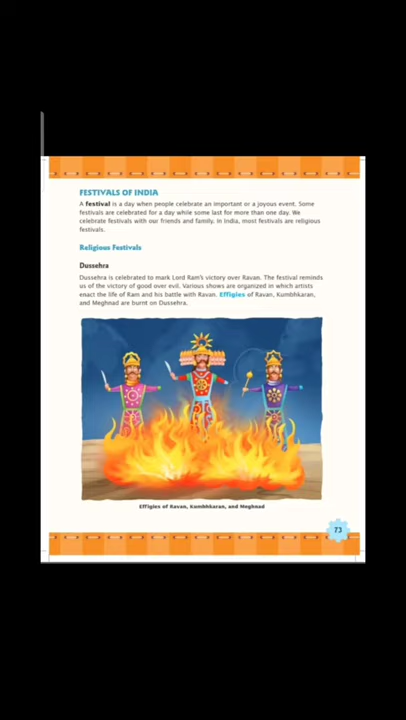 FESTIVALS OF INDIA
A festival is a day when people celebrate an important or a joyous event. Some
festivals are celebrated for a day while some last for more than one day. We
celebrate festivals with our friends and family. In India, most festivals are religious
festivals.
Religious Festivals
Dussehra
Dussehra is celebrated to mark Lord Ram's victory over Ravan. The festival reminds
us of the victory of good over evil. Various shows are organized in which artists
enact the life of Ram and his battle with Ravan. Effigies of Ravan, Kumbhkaran,
and Meghnad are burnt on Dussehra.
Effigies of Ravan, Kumbhkaran, and Meghnad
73